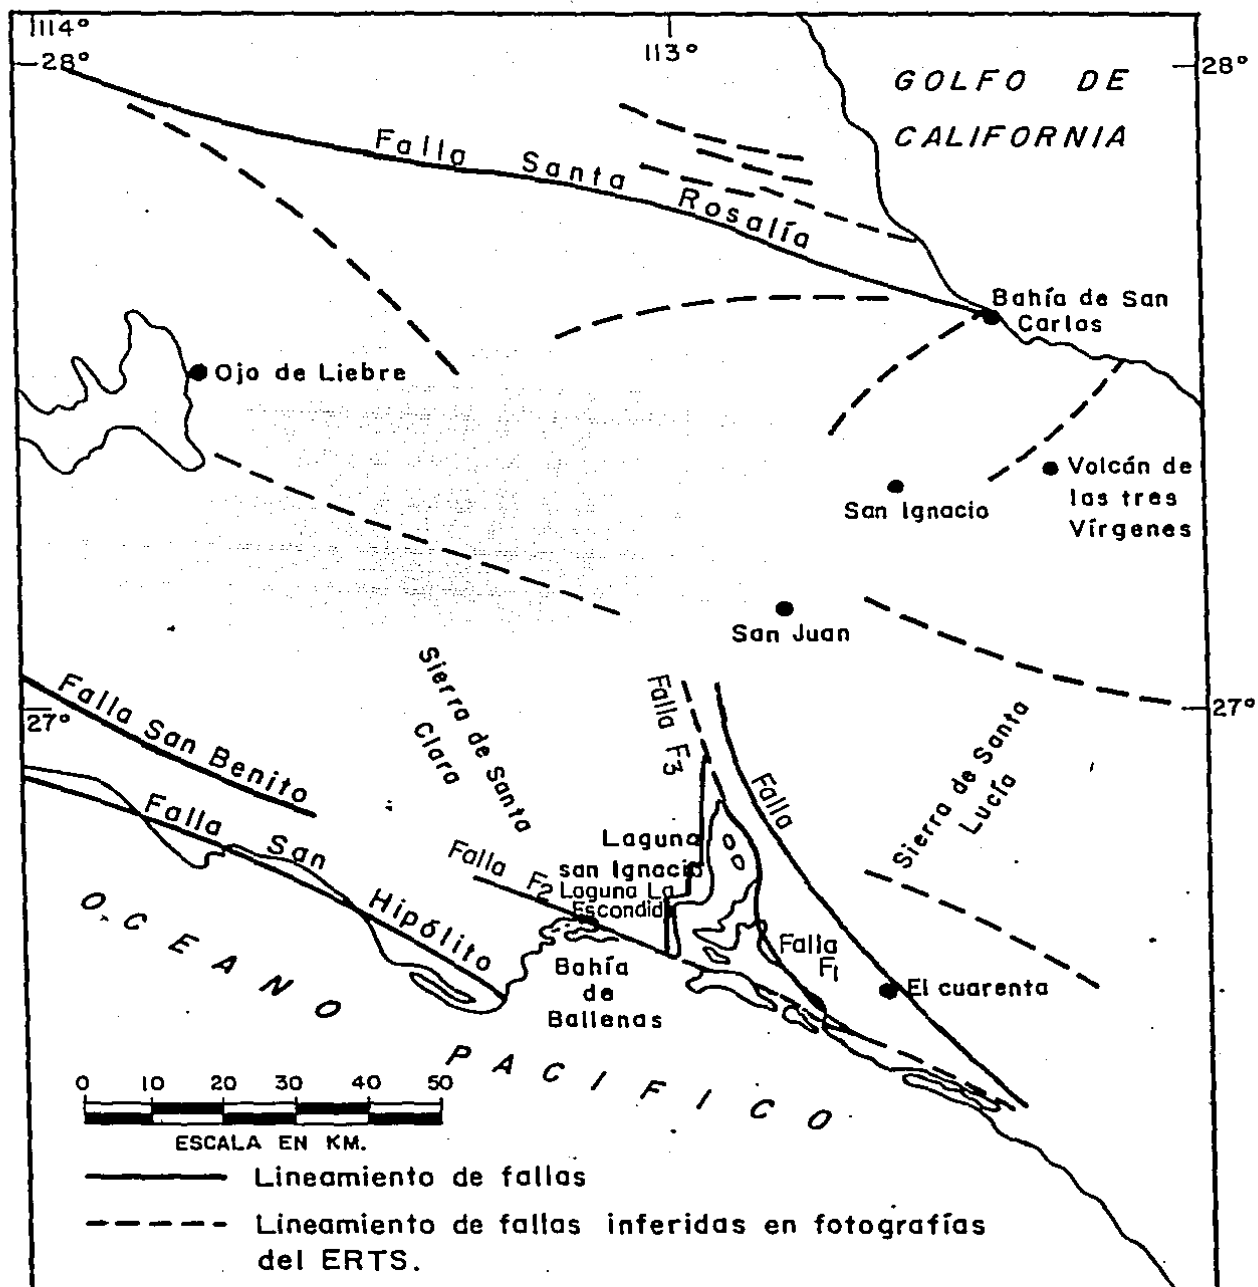 1114°
113°
28°
28°
GOLFO DE
CALIFORNIA
Falla Santa Rosalía
Bahía de San
Carlos
Ojo de Liebre
Volcán de
las tres
Vírgenes
San Ignacio
San Juan
Sierra de Santa
Clara
Falla F3
27°
27°
Falla San Benito
Falla
Sierra de Santa
Lucía
Falla San Hipólito
Laguna
san Ignacio
Falla F2
Laguna La
Escondid
Falla
F1
El cuarenta
Bahía
de
Ballenas
OCEANO
PACIFICO
0 10 20 30 40 50
ESCALA EN KM.
Lineamiento de fallas
Lineamiento de fallas inferidas en fotografías
del ERTS.